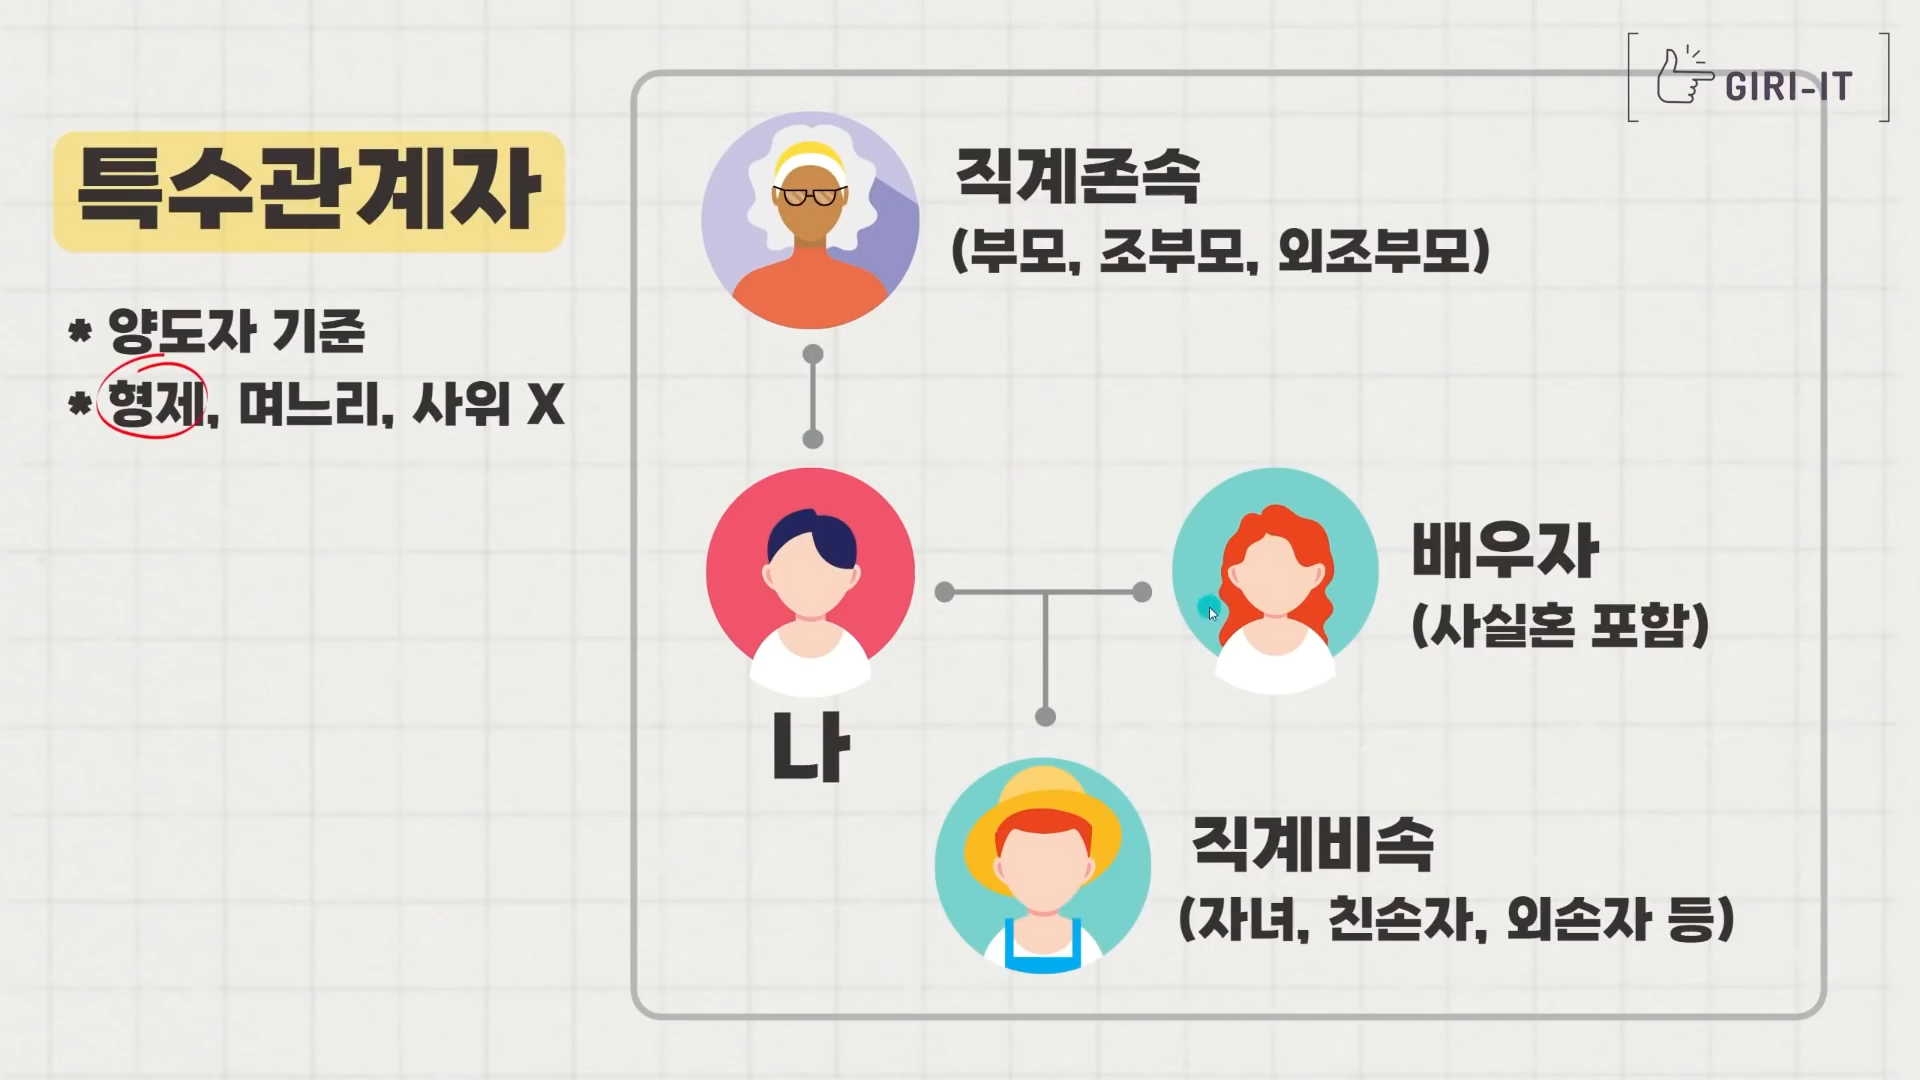 GIRI-IT
특수관계자
* 양도자 기준
* 형제, 며느리, 사위 X
직계존속
(부모, 조부모, 외조부모)
나
배우자
(사실혼 포함)
직계비속
(자녀, 친손자, 외손자 등)